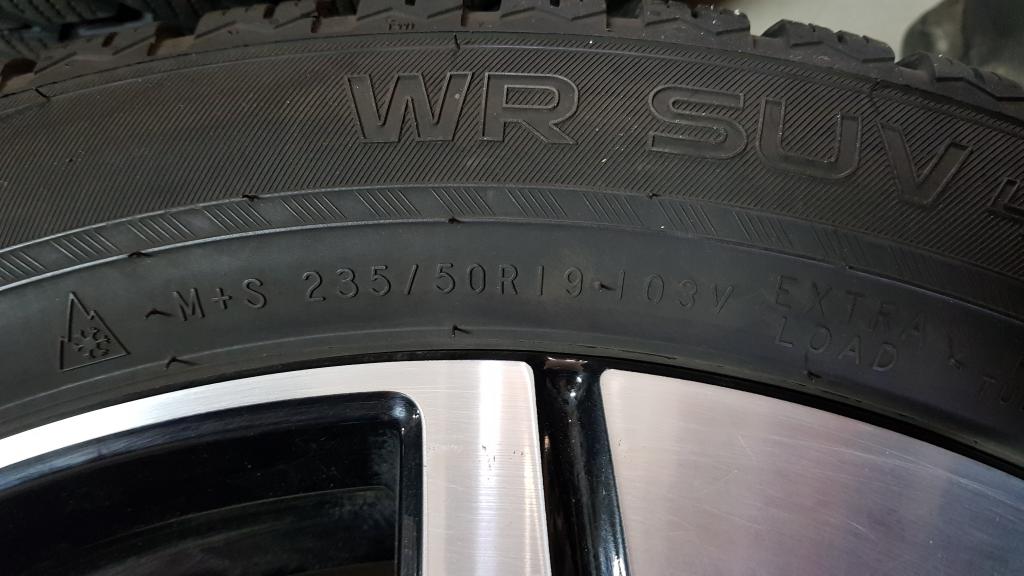 WR SUV
M+S 235/50R19 103V EXTRA
LOAD